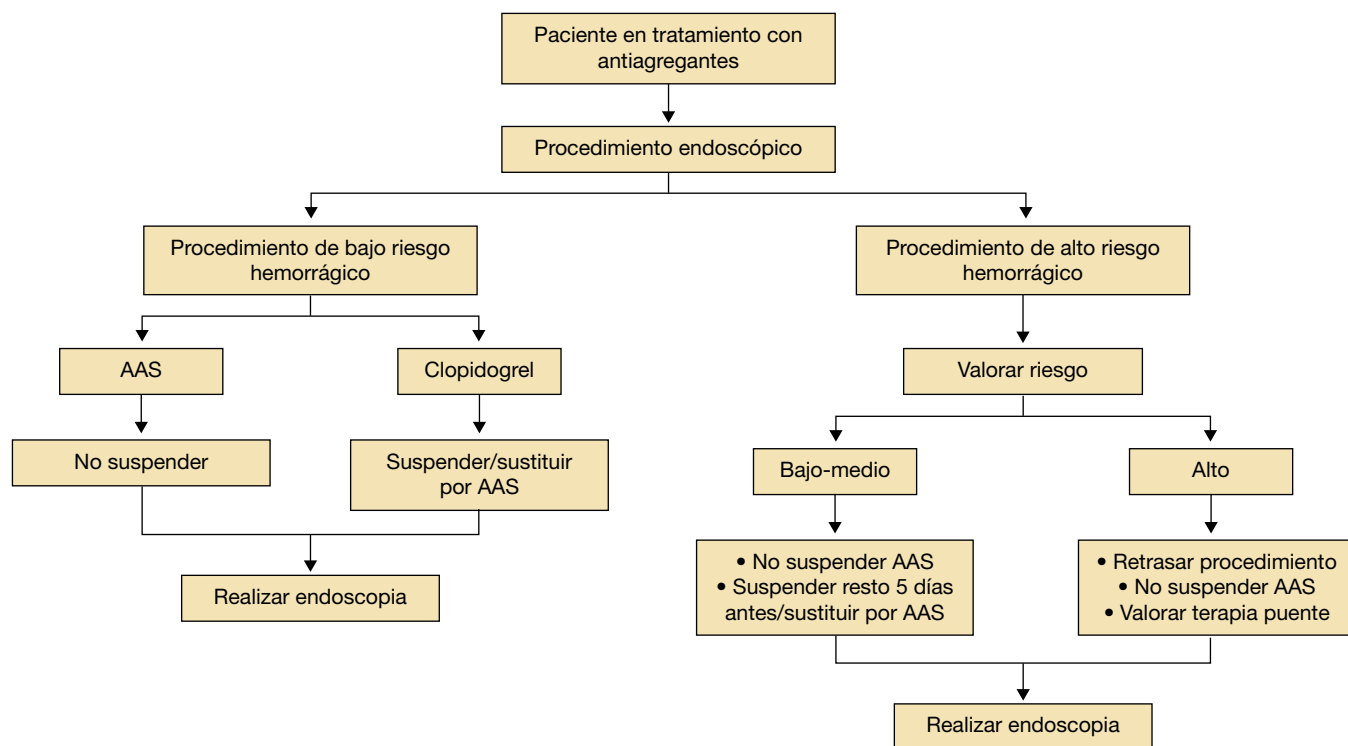 Paciente en tratamiento con
antiagregantes
Procedimiento endoscópico
Procedimiento de bajo riesgo
hemorrágico
Procedimiento de alto riesgo
hemorrágico
AAS
Clopidogrel
Valorar riesgo
No suspender
Suspender/sustituir
por AAS
Bajo-medio
Alto
• No suspender AAS
• Suspender resto 5 días
antes/sustituir por AAS
• Retrasar procedimiento
• No suspender AAS
• Valorar terapia puente
Realizar endoscopia
Realizar endoscopia